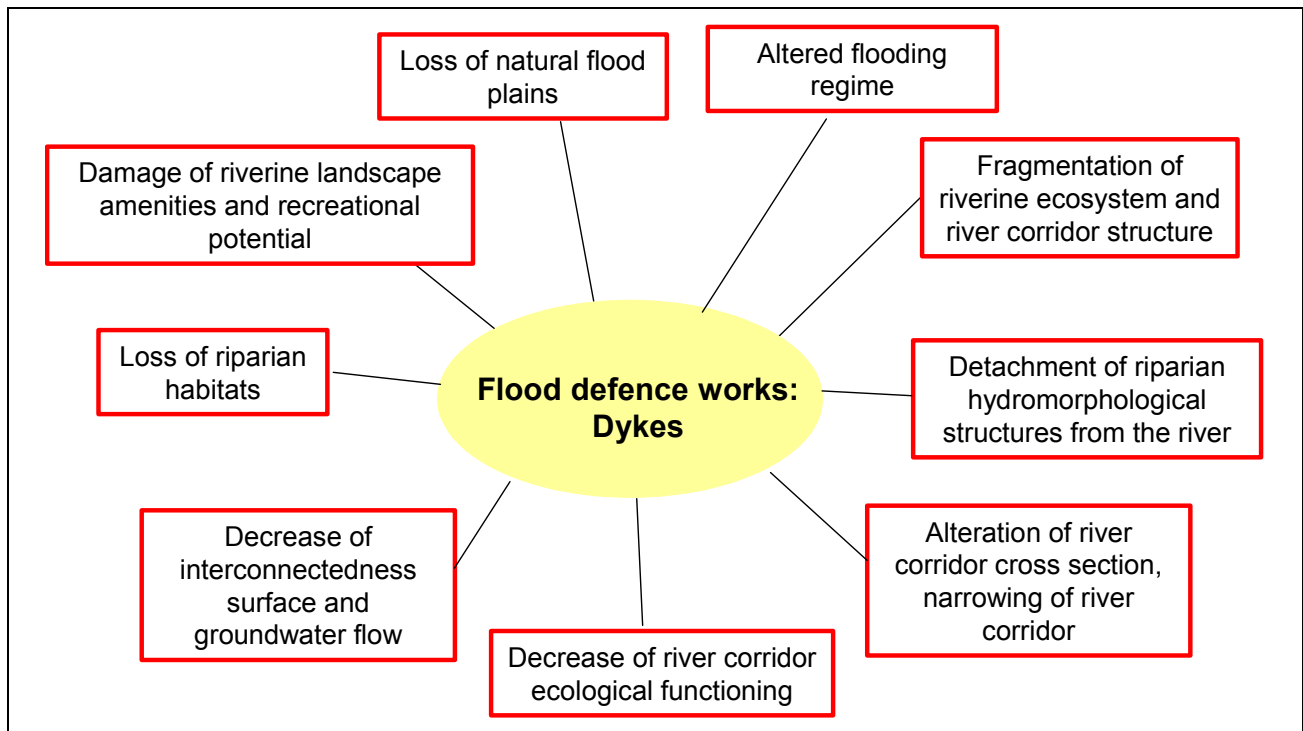 Loss of natural flood
plains
Altered flooding
regime
Damage of riverine landscape
amenities and recreational
potential
Fragmentation of
riverine ecosystem and
river corridor structure
Loss of riparian
habitats
Flood defence works:
Dykes
Detachment of riparian
hydromorphological
structures from the river
Decrease of
interconnectedness
surface and
groundwater flow
Alteration of river
corridor cross section,
narrowing of river
corridor
Decrease of river corridor
ecological functioning